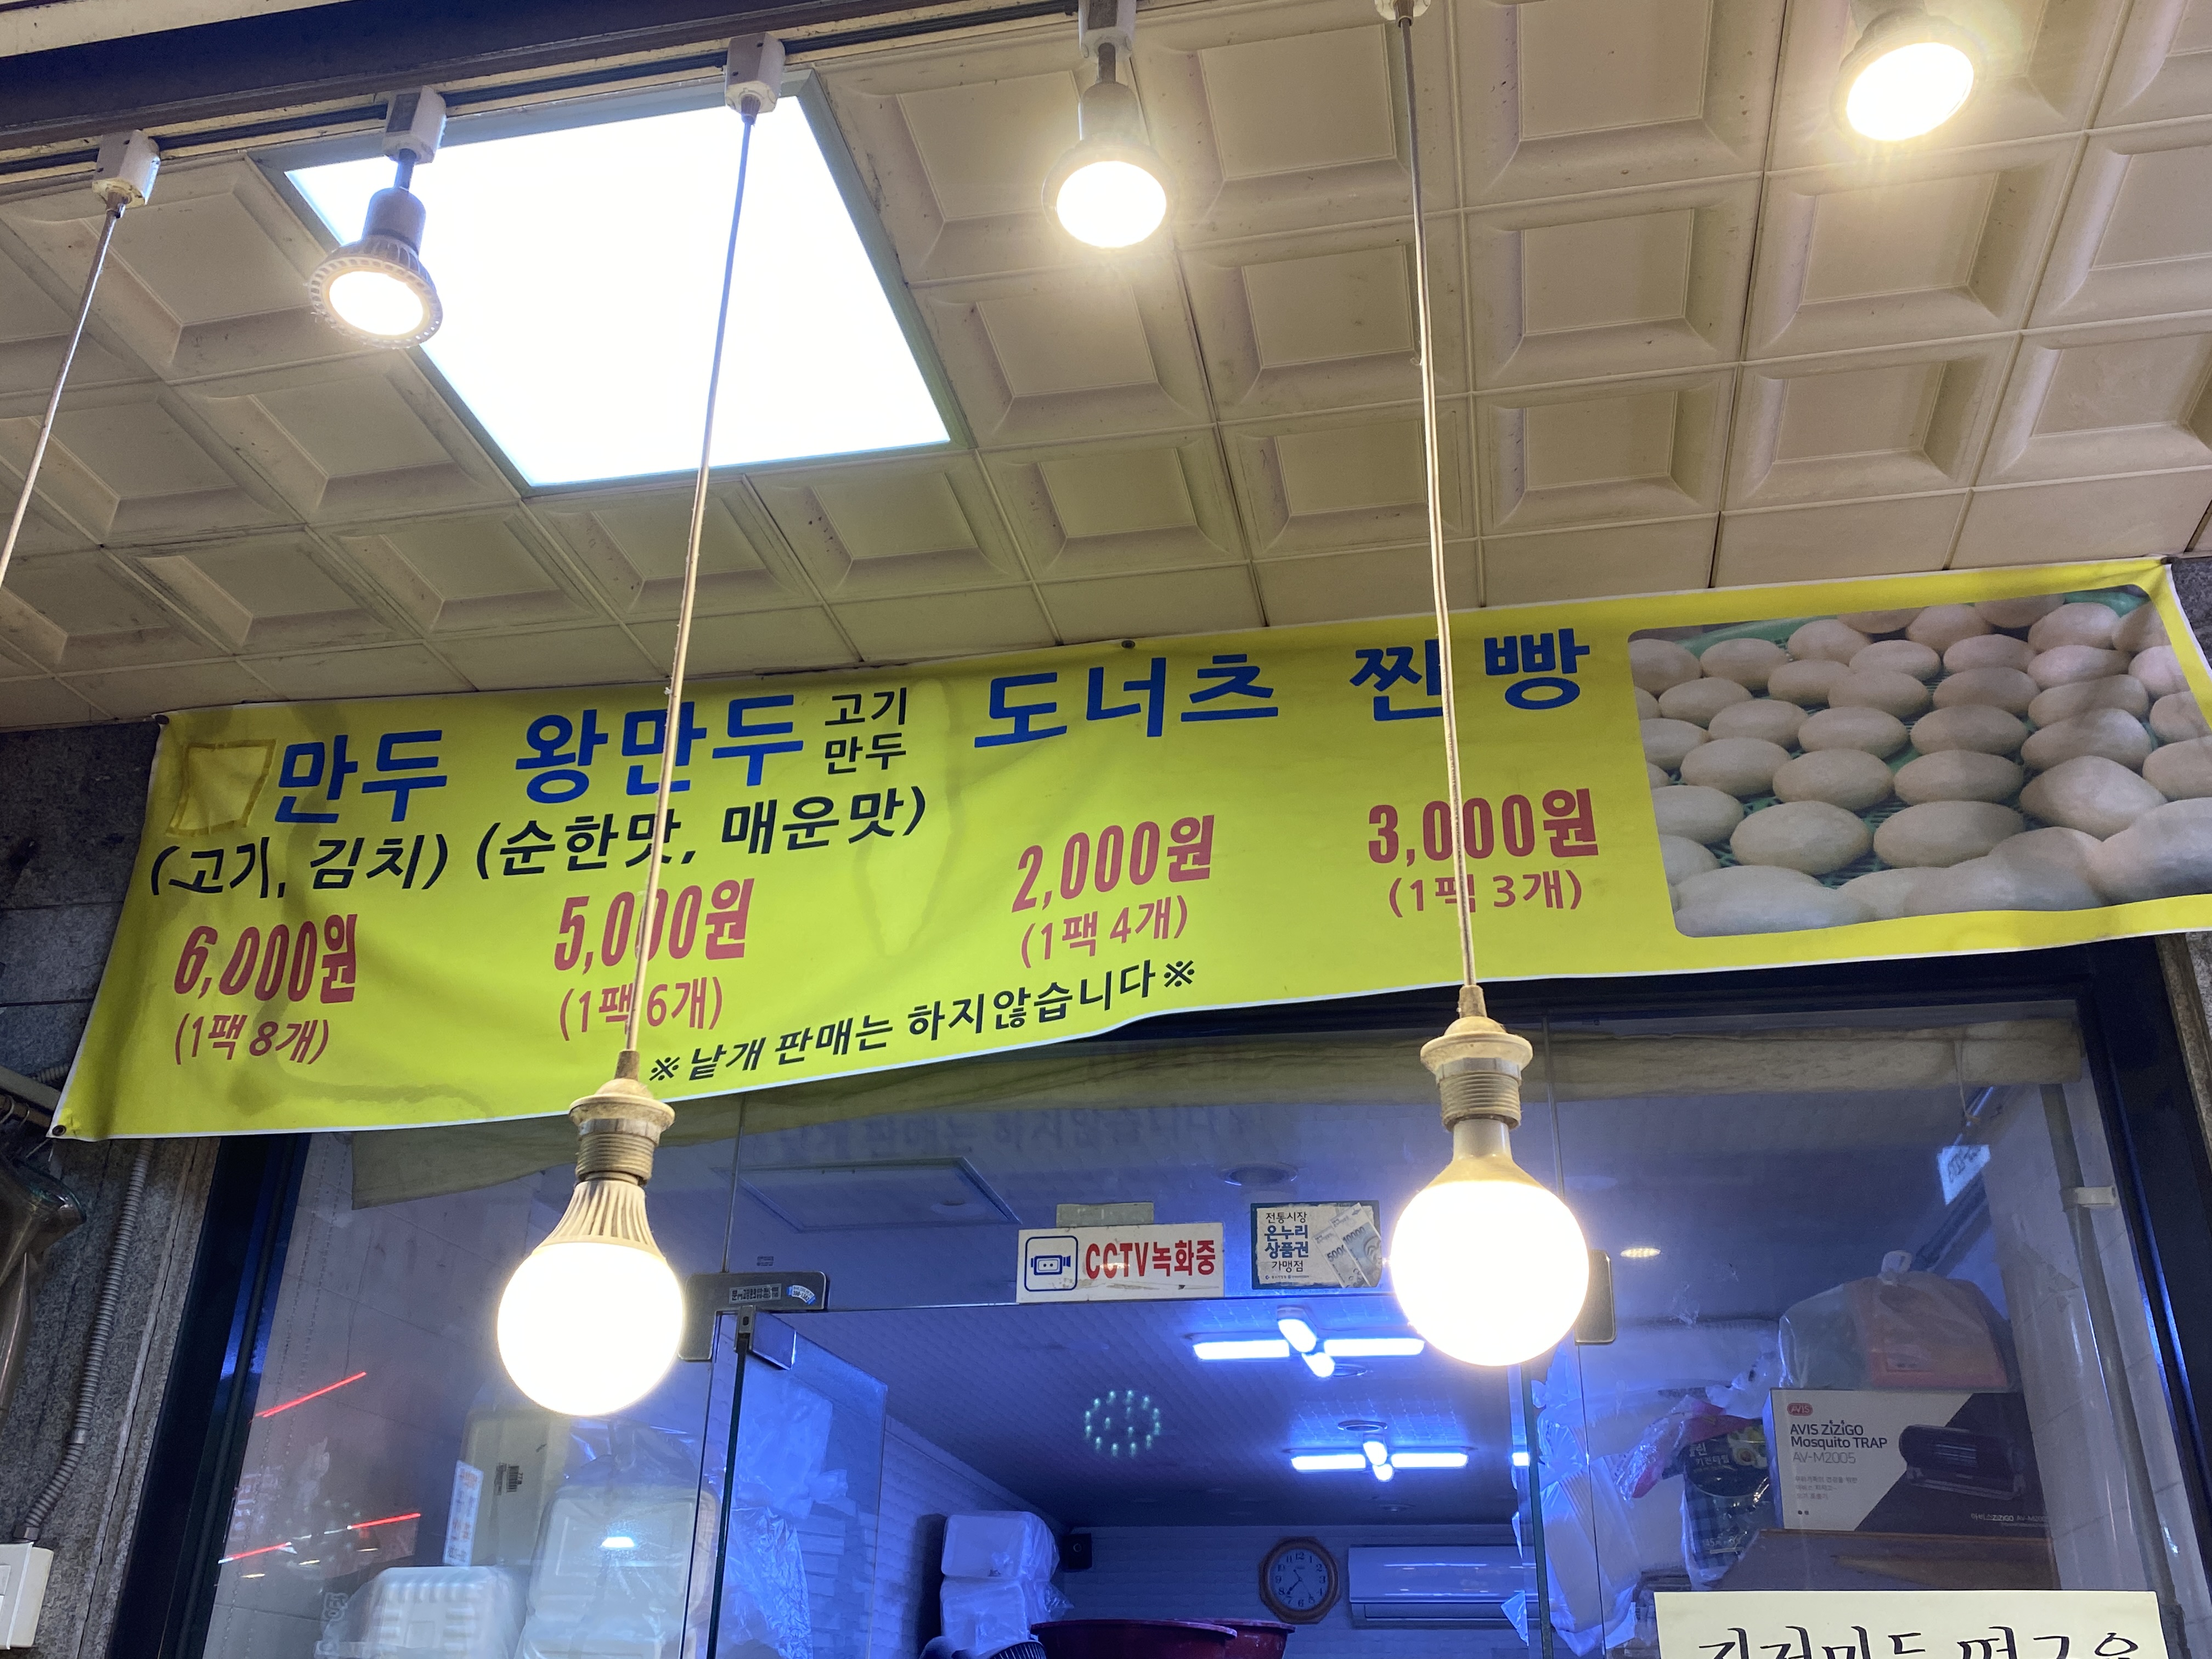 만두 왕만두 고기 만두 도너츠 찐빵
(고기, 김치) (순한맛, 매운맛)
6,000원 5,000원 2,000원 3,000원
(1팩 8개) (1팩 6개) (1팩 4개) (1팩 3개)
※낱개 판매는 하지않습니다※
CCTV녹화중
전통시장
온누리
상품권
가맹점
AVIS
AVIS ZiZiGO
Mosquito TRAP
AV-M2005